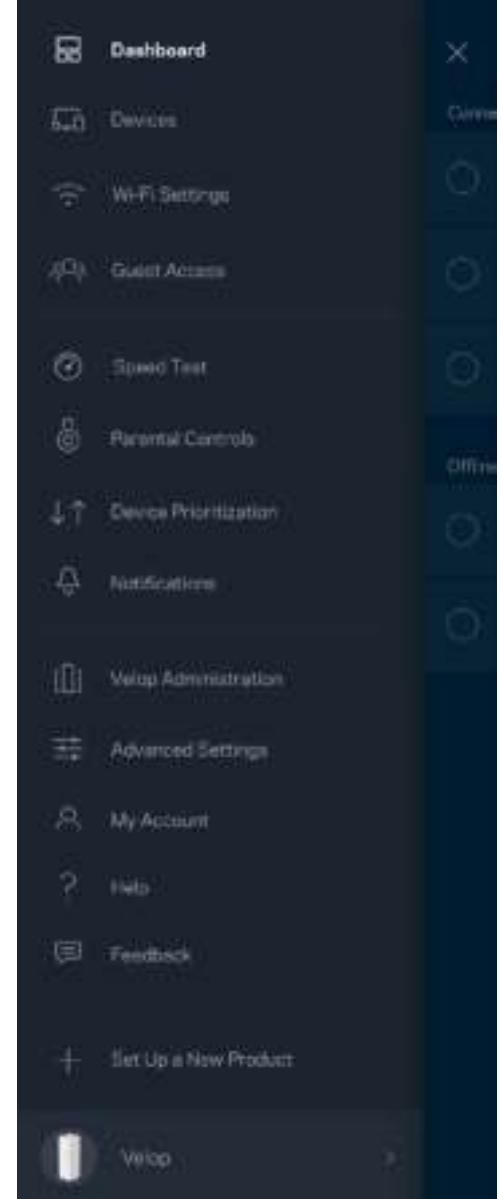 Dashboard
Devices
Wi-Fi Settings
Guest Access
Speed Test
Parental Controls
Device Prioritization
Notifications
Velop Administration
Advanced Settings
My Account
Help
Feedback
Set Up a New Product
Velop